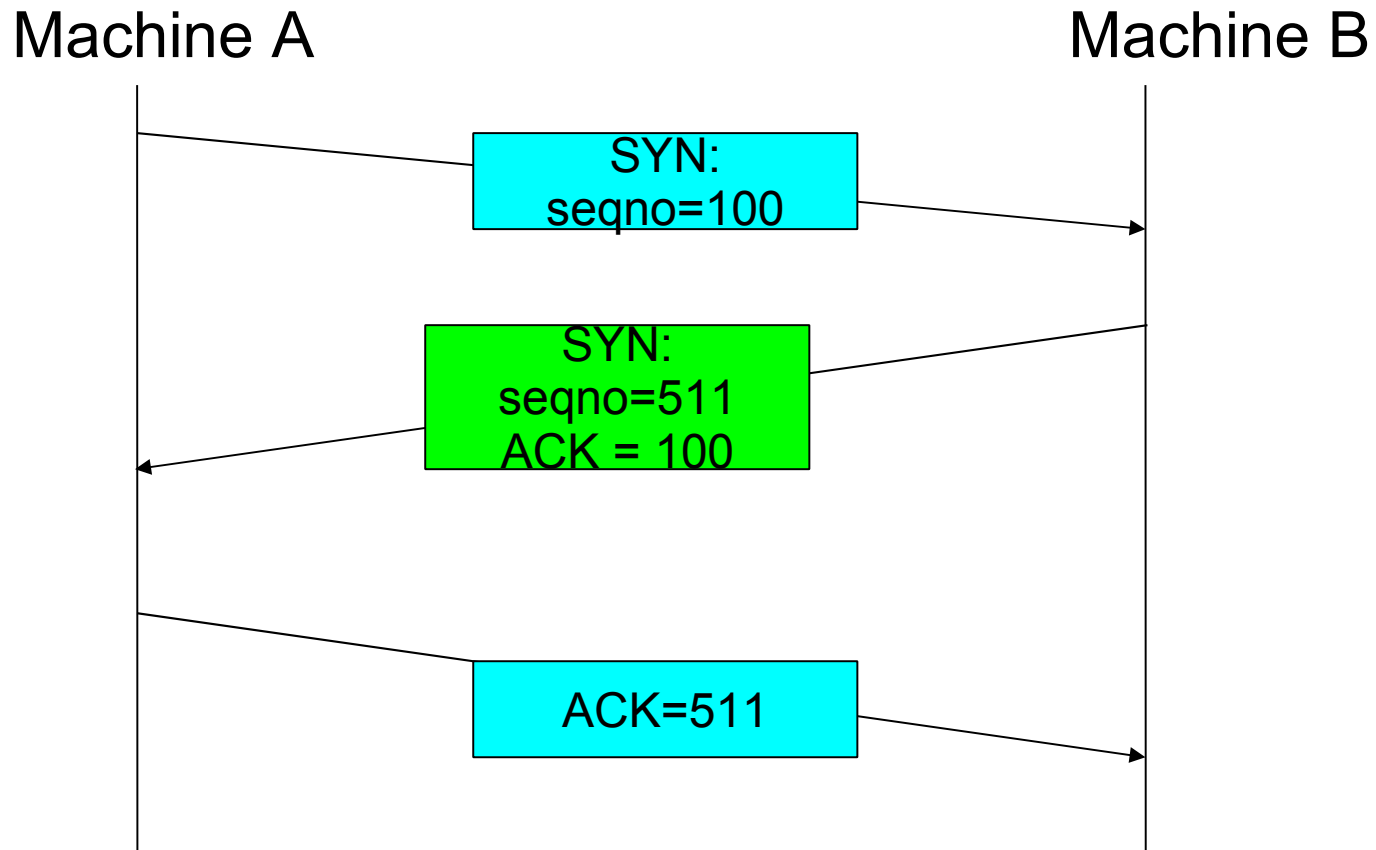 Machine A
Machine B
SYN:
seqno=100
SYN:
seqno=511
ACK = 100
ACK=511